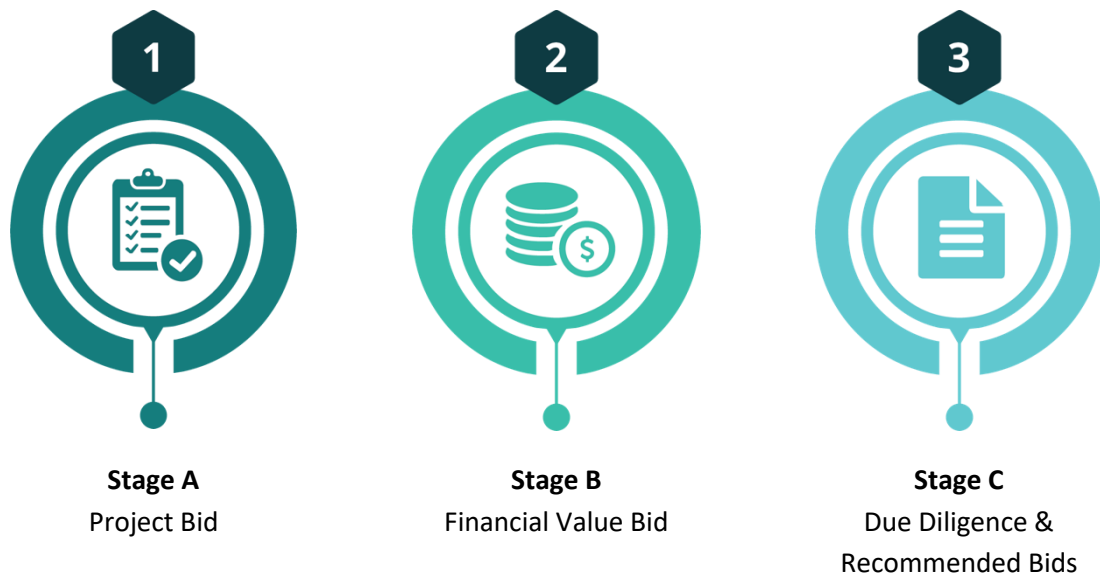 1
2
3
$
Stage A
Project Bid
Stage B
Financial Value Bid
Stage C
Due Diligence &
Recommended Bids